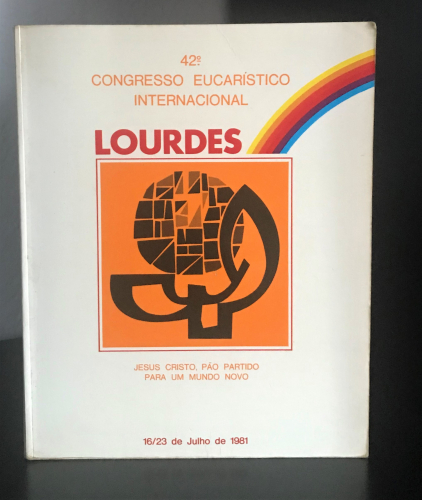 42º
CONGRESSO EUCARÍSTICO
INTERNACIONAL
LOURDES
JESUS CRISTO, PÃO PARTIDO
PARA UM MUNDO NOVO
16/23 de Julho de 1981